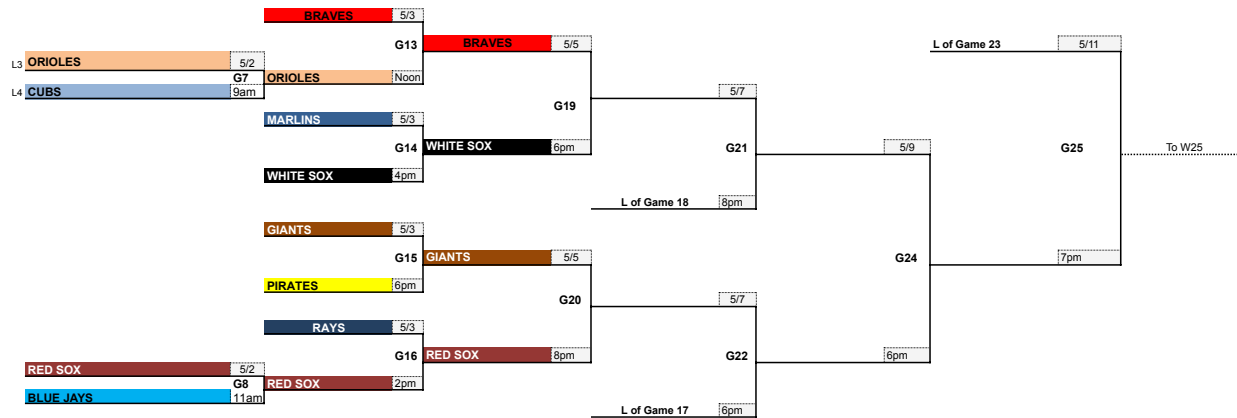 BRAVES 5/3
G13 BRAVES 5/5 L of Game 23 5/11
L3 ORIOLES 5/2
G7 ORIOLES Noon
L4 CUBS 9am 5/7
G19
MARLINS 5/3
G14 WHITE SOX 6pm G21 5/9 G25 To W25
WHITE SOX 4pm
L of Game 18 8pm
GIANTS 5/3
G15 GIANTS 5/5 G24 7pm
PIRATES 6pm
G20 5/7
RAYS 5/3
G16 RED SOX 8pm G22 6pm
RED SOX 5/2
G8 RED SOX 2pm
BLUE JAYS 11am
L of Game 17 6pm